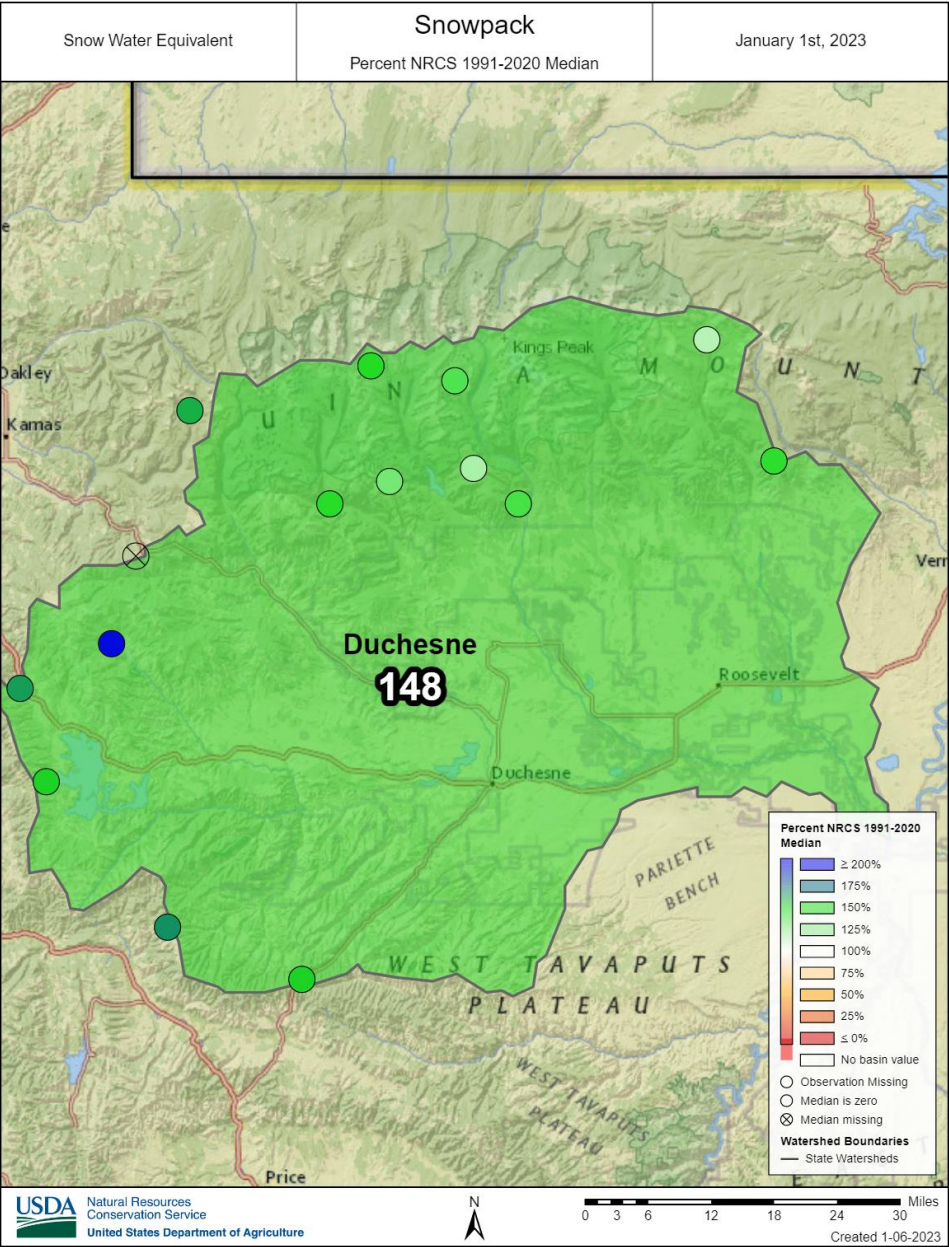 Snow Water Equivalent
Snowpack
Percent NRCS 1991-2020 Median
January 1st, 2023
Oakley
Kamas
Kings Peak
U I N A M O U N T
Vern
Duchesne
148
Roosevelt
Duchesne
PARIETTE
BENCH
WEST TAVAPUTS
PLATEAU
WEST TAVAPUTS
PLATEAU
Price
Percent NRCS 1991-2020
Median
≥ 200%
175%
150%
125%
100%
75%
50%
25%
≤ 0%
No basin value
Observation Missing
Median is zero
Median missing
Watershed Boundaries
State Watersheds
USDA
Natural Resources
Conservation Service
United States Department of Agriculture
N
Miles
0 3 6 12 18 24 30
Created 1-06-2023